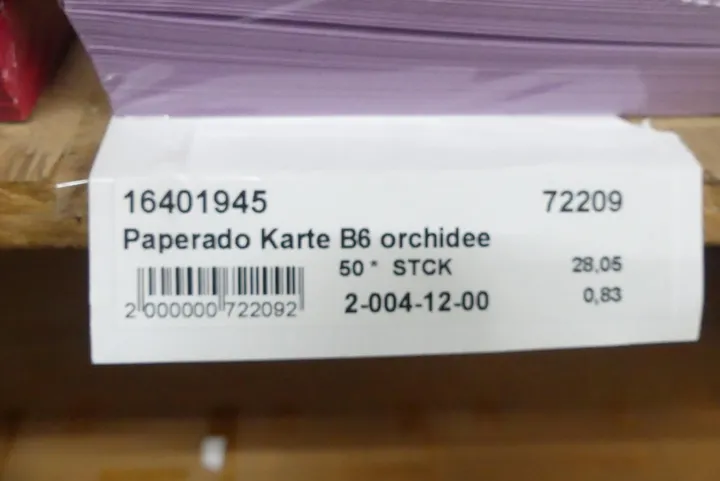 16401945 72209
Paperado Karte B6 orchidee
50 * STCK 28,05
2-004-12-00 0,83
2 000000 722092